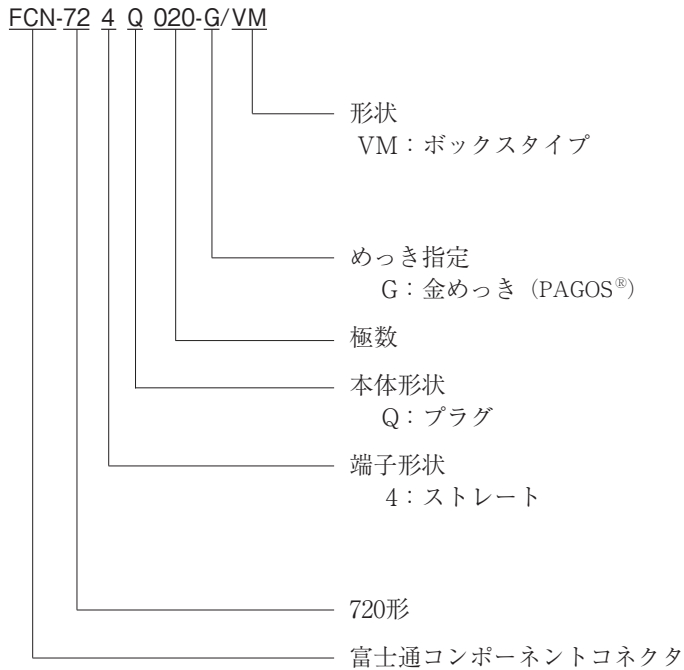 FCN-72 4 Q 020-G/VM
形状
VM：ボックスタイプ
めっき指定
G：金めっき（PAGOS®）
極数
本体形状
Q：プラグ
端子形状
4：ストレート
720形
富士通コンポーネントコネクタ